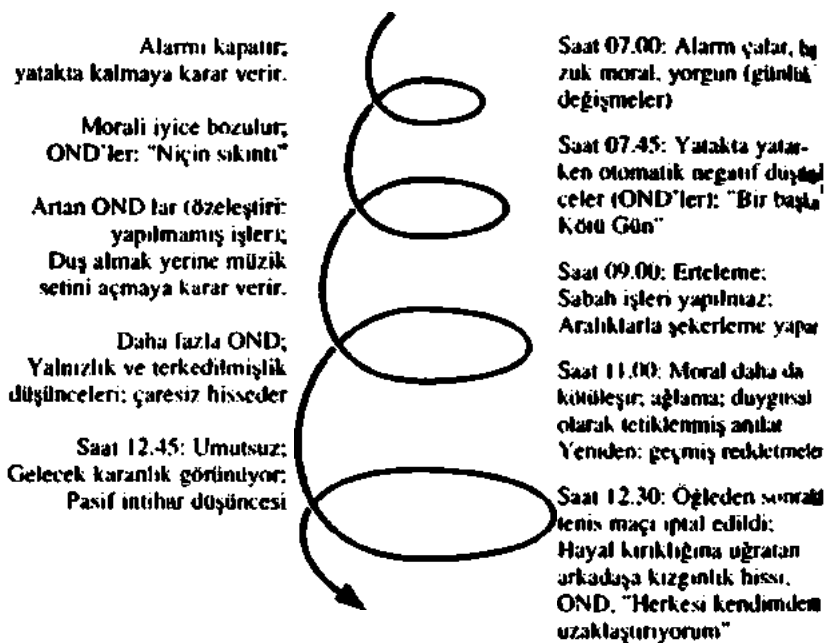 Alarmı kapatır;
yatakta kalmaya karar verir.
Morali iyice bozulur;
OND'ler: "Niçin sıkıntı"
Artan OND lar (özeleştiri:
yapılmamış işler);
Duş almak yerine müzik
setini açmaya karar verir.
Daha fazla OND;
Yalnızlık ve terkedilmişlik
düşünceleri; çaresiz hisseder
Saat 12.45: Umutsuz;
Gelecek karanlık görünüyor;
Pasif intihar düşüncesi
Saat 07.00: Alarm çalar,
zuk moral, yorgun (günlük
değişmeler)
Saat 07.45: Yatakta yatar-
ken otomatik negatif
çeler (OND'ler): "Bir
Kötü Gün"
Saat 09.00: Erteleme;
Sabah işleri yapılmaz;
Aralıklarla şekerleme yapar
Saat 11.00: Moral daha da
kötüleşir; ağlama; duygusal
olarak tetiklenmiş anılar
Yeniden: geçmiş reddetmeler
Saat 12.30: Öğleden sonraki
tenis maçı iptal edildi;
Hayal kırıklığına uğratan
arkadaşa kızgınlık hissi.
OND, "Herkesi kendimden
uzaklaştırıyorum"